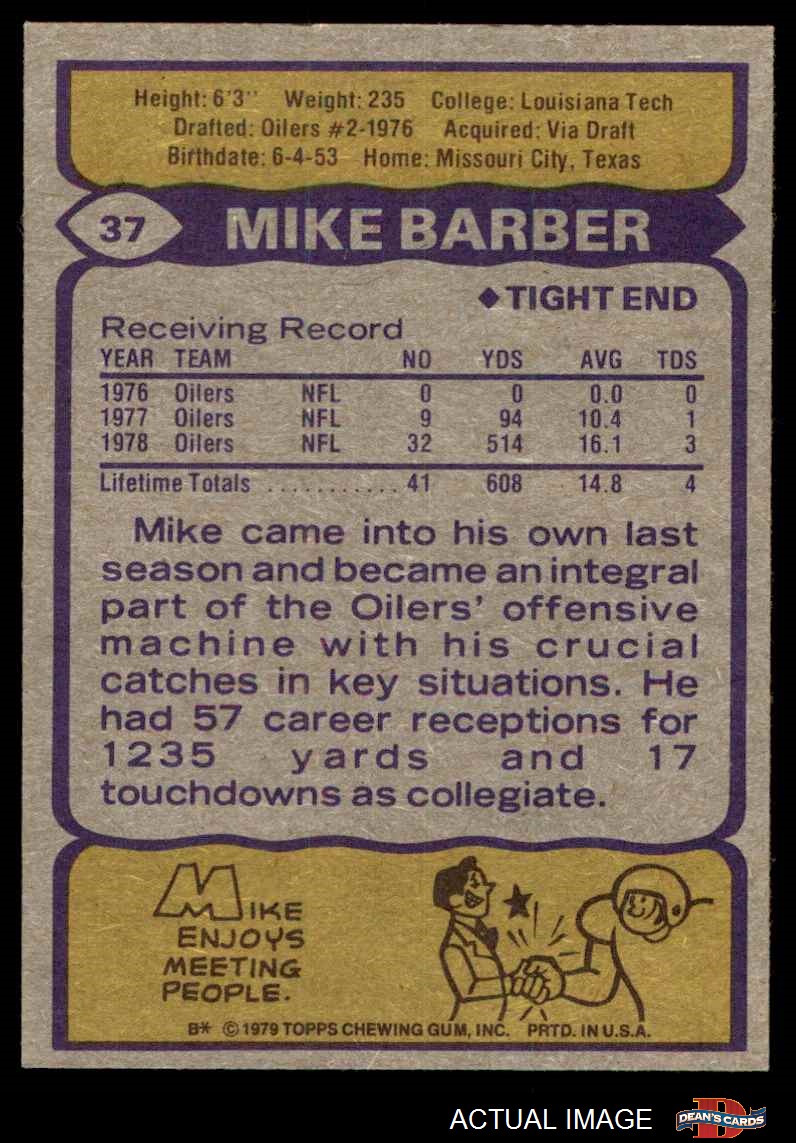 Height: 6'3" Weight: 235 College: Louisiana Tech
Drafted: Oilers #2-1976 Acquired: Via Draft
Birthdate: 6-4-53 Home: Missouri City, Texas
37 MIKE BARBER
◆TIGHT END
Receiving Record
YEAR TEAM NO YDS AVG TDS
1976 Oilers NFL 0 0 0.0 0
1977 Oilers NFL 9 94 10.4 1
1978 Oilers NFL 32 514 16.1 3
Lifetime Totals ............ 41 608 14.8 4
Mike came into his own last
season and became an integral
part of the Oilers' offensive
machine with his crucial
catches in key situations. He
had 57 career receptions for
1235 yards and 17
touchdowns as collegiate.
MIKE
ENJOYS
MEETING
PEOPLE.
B* © 1979 TOPPS CHEWING GUM, INC. PRTD. IN U.S.A.
ACTUAL IMAGE
D
DEAN'S CARDS